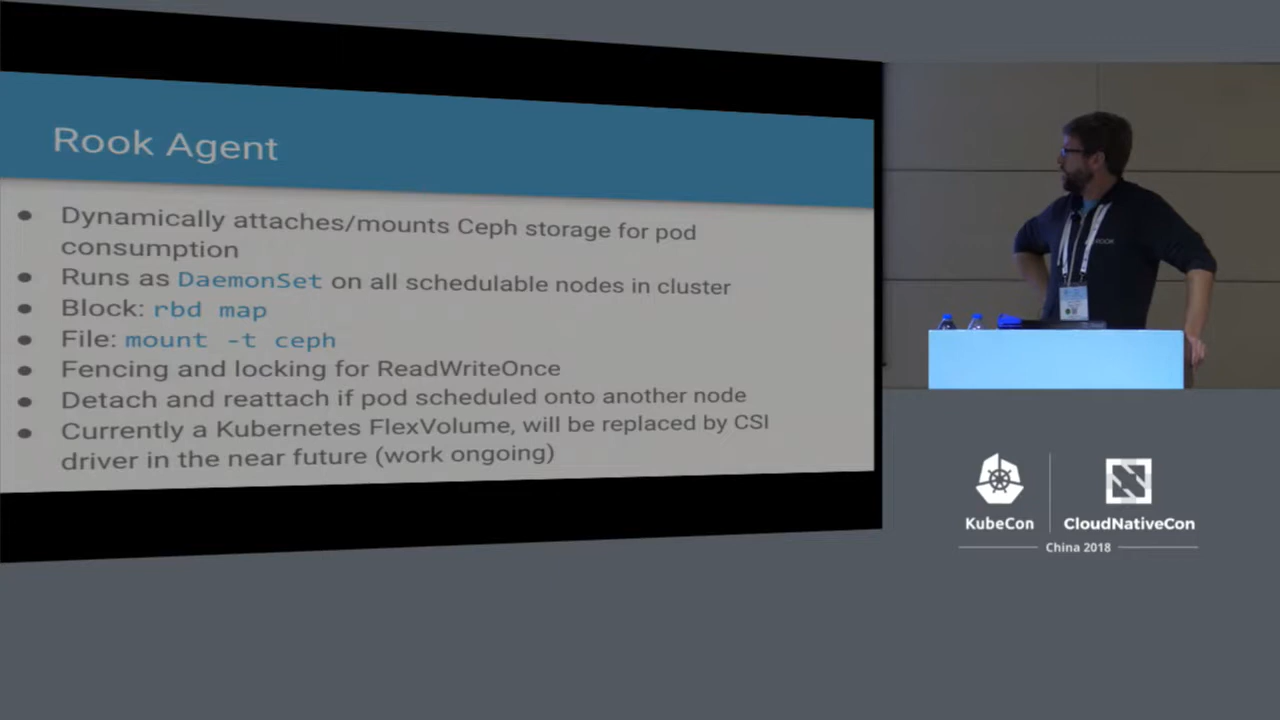 Rook Agent
● Dynamically attaches/mounts Ceph storage for pod
consumption
● Runs as DaemonSet on all schedulable nodes in cluster
● Block: rbd map
● File: mount -t ceph
● Fencing and locking for ReadWriteOnce
● Detach and reattach if pod scheduled onto another node
● Currently a Kubernetes FlexVolume, will be replaced by CSI
driver in the near future (work ongoing)
ROOK
KubeCon
CloudNativeCon
China 2018